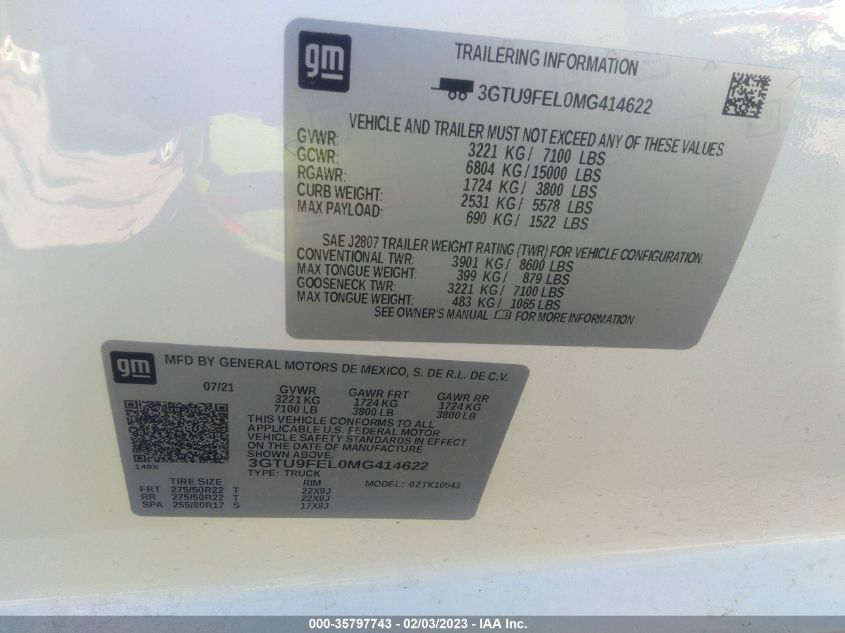 gm
TRAILERING INFORMATION
3GTU9FEL0MG414622
VEHICLE AND TRAILER MUST NOT EXCEED ANY OF THESE VALUES
GVWR: 3221 KG / 7100 LBS
GCWR: 6804 KG / 15000 LBS
RGAWR: 1724 KG / 3800 LBS
CURB WEIGHT: 2531 KG / 5578 LBS
MAX PAYLOAD: 690 KG / 1522 LBS
SAE J2807 TRAILER WEIGHT RATING (TWR) FOR VEHICLE CONFIGURATION.
CONVENTIONAL TWR: 3901 KG / 8600 LBS
MAX TONGUE WEIGHT: 399 KG / 879 LBS
GOOSENECK TWR: 3221 KG / 7100 LBS
MAX TONGUE WEIGHT: 483 KG / 1065 LBS
SEE OWNER'S MANUAL FOR MORE INFORMATION
gm
MFD BY GENERAL MOTORS DE MEXICO, S. DE R.L. DE C.V.
07/21 GVWR GAWR FRT GAWR RR
3221 KG 1724 KG 1724 KG
7100 LB 3800 LB 3800 LB
THIS VEHICLE CONFORMS TO ALL
APPLICABLE U.S. FEDERAL MOTOR
VEHICLE SAFETY STANDARDS IN EFFECT
ON THE DATE OF MANUFACTURE
SHOWN ABOVE.
140X
3GTU9FEL0MG414622
TYPE: TRUCK
MODEL: 02TK10543
TIRE SIZE RIM
FRT 275/50R22 T 22X9J
RR 275/50R22 T 22X9J
SPA 255/80R17 S 17X8J
000-35797743 - 02/03/2023 - IAA Inc.